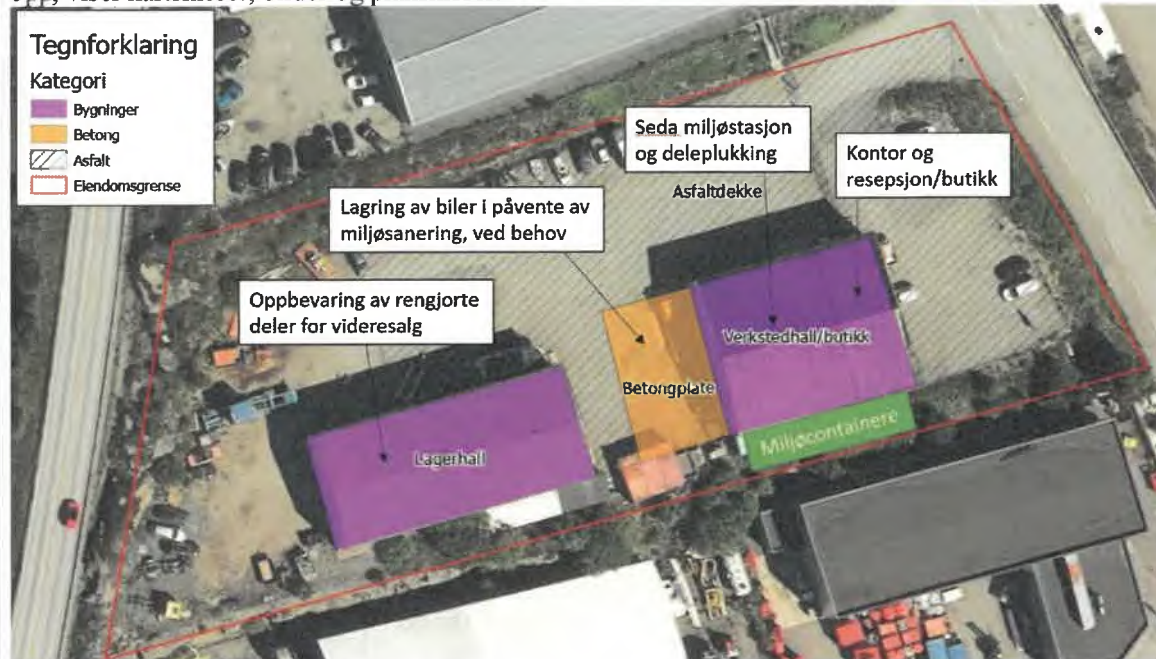 Tegnforklaring
Kategori
Bygninger
Betong
Asfalt
Eiendomsgrense
Seda miljøstasjon
og deleplukking
Kontor og
resepsjon/butikk
Asfaltdekke
Lagring av biler i påvente av
miljøsanering, ved behov
Oppbevaring av rengjorte
deler for videresalg
Verkstedhall/butikk
Betongplate
Miljøcontainere
Lagerhall